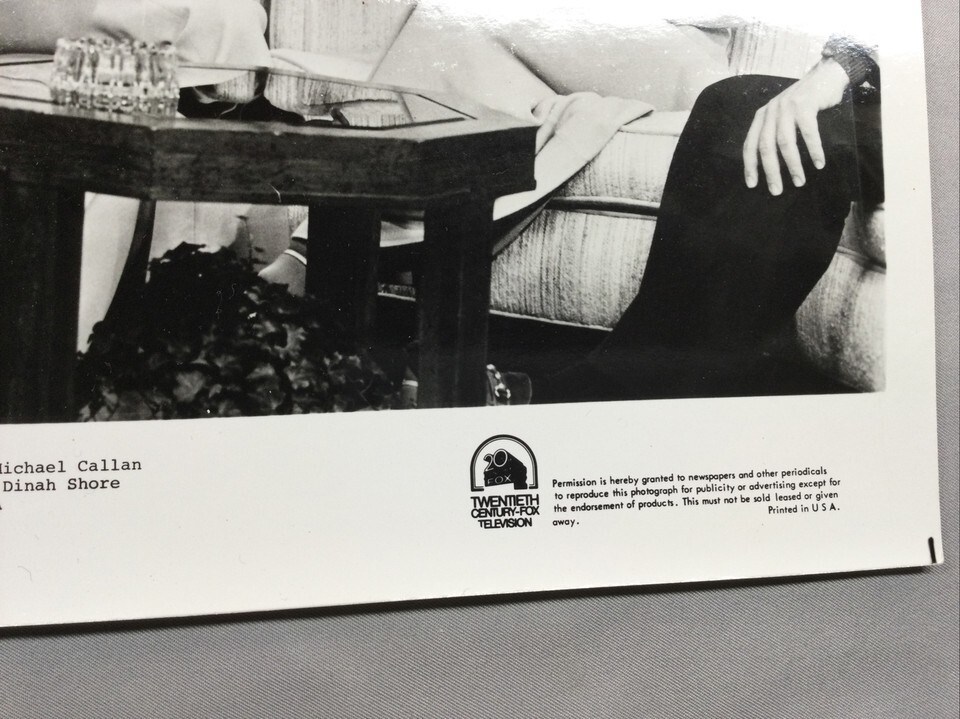 Michael Callan
Dinah Shore
20
FOX
TWENTIETH
CENTURY-FOX
TELEVISION
Permission is hereby granted to newspapers and other periodicals
to reproduce this photograph for publicity or advertising except for
the endorsement of products. This must not be sold leased or given
away. Printed in U S A.